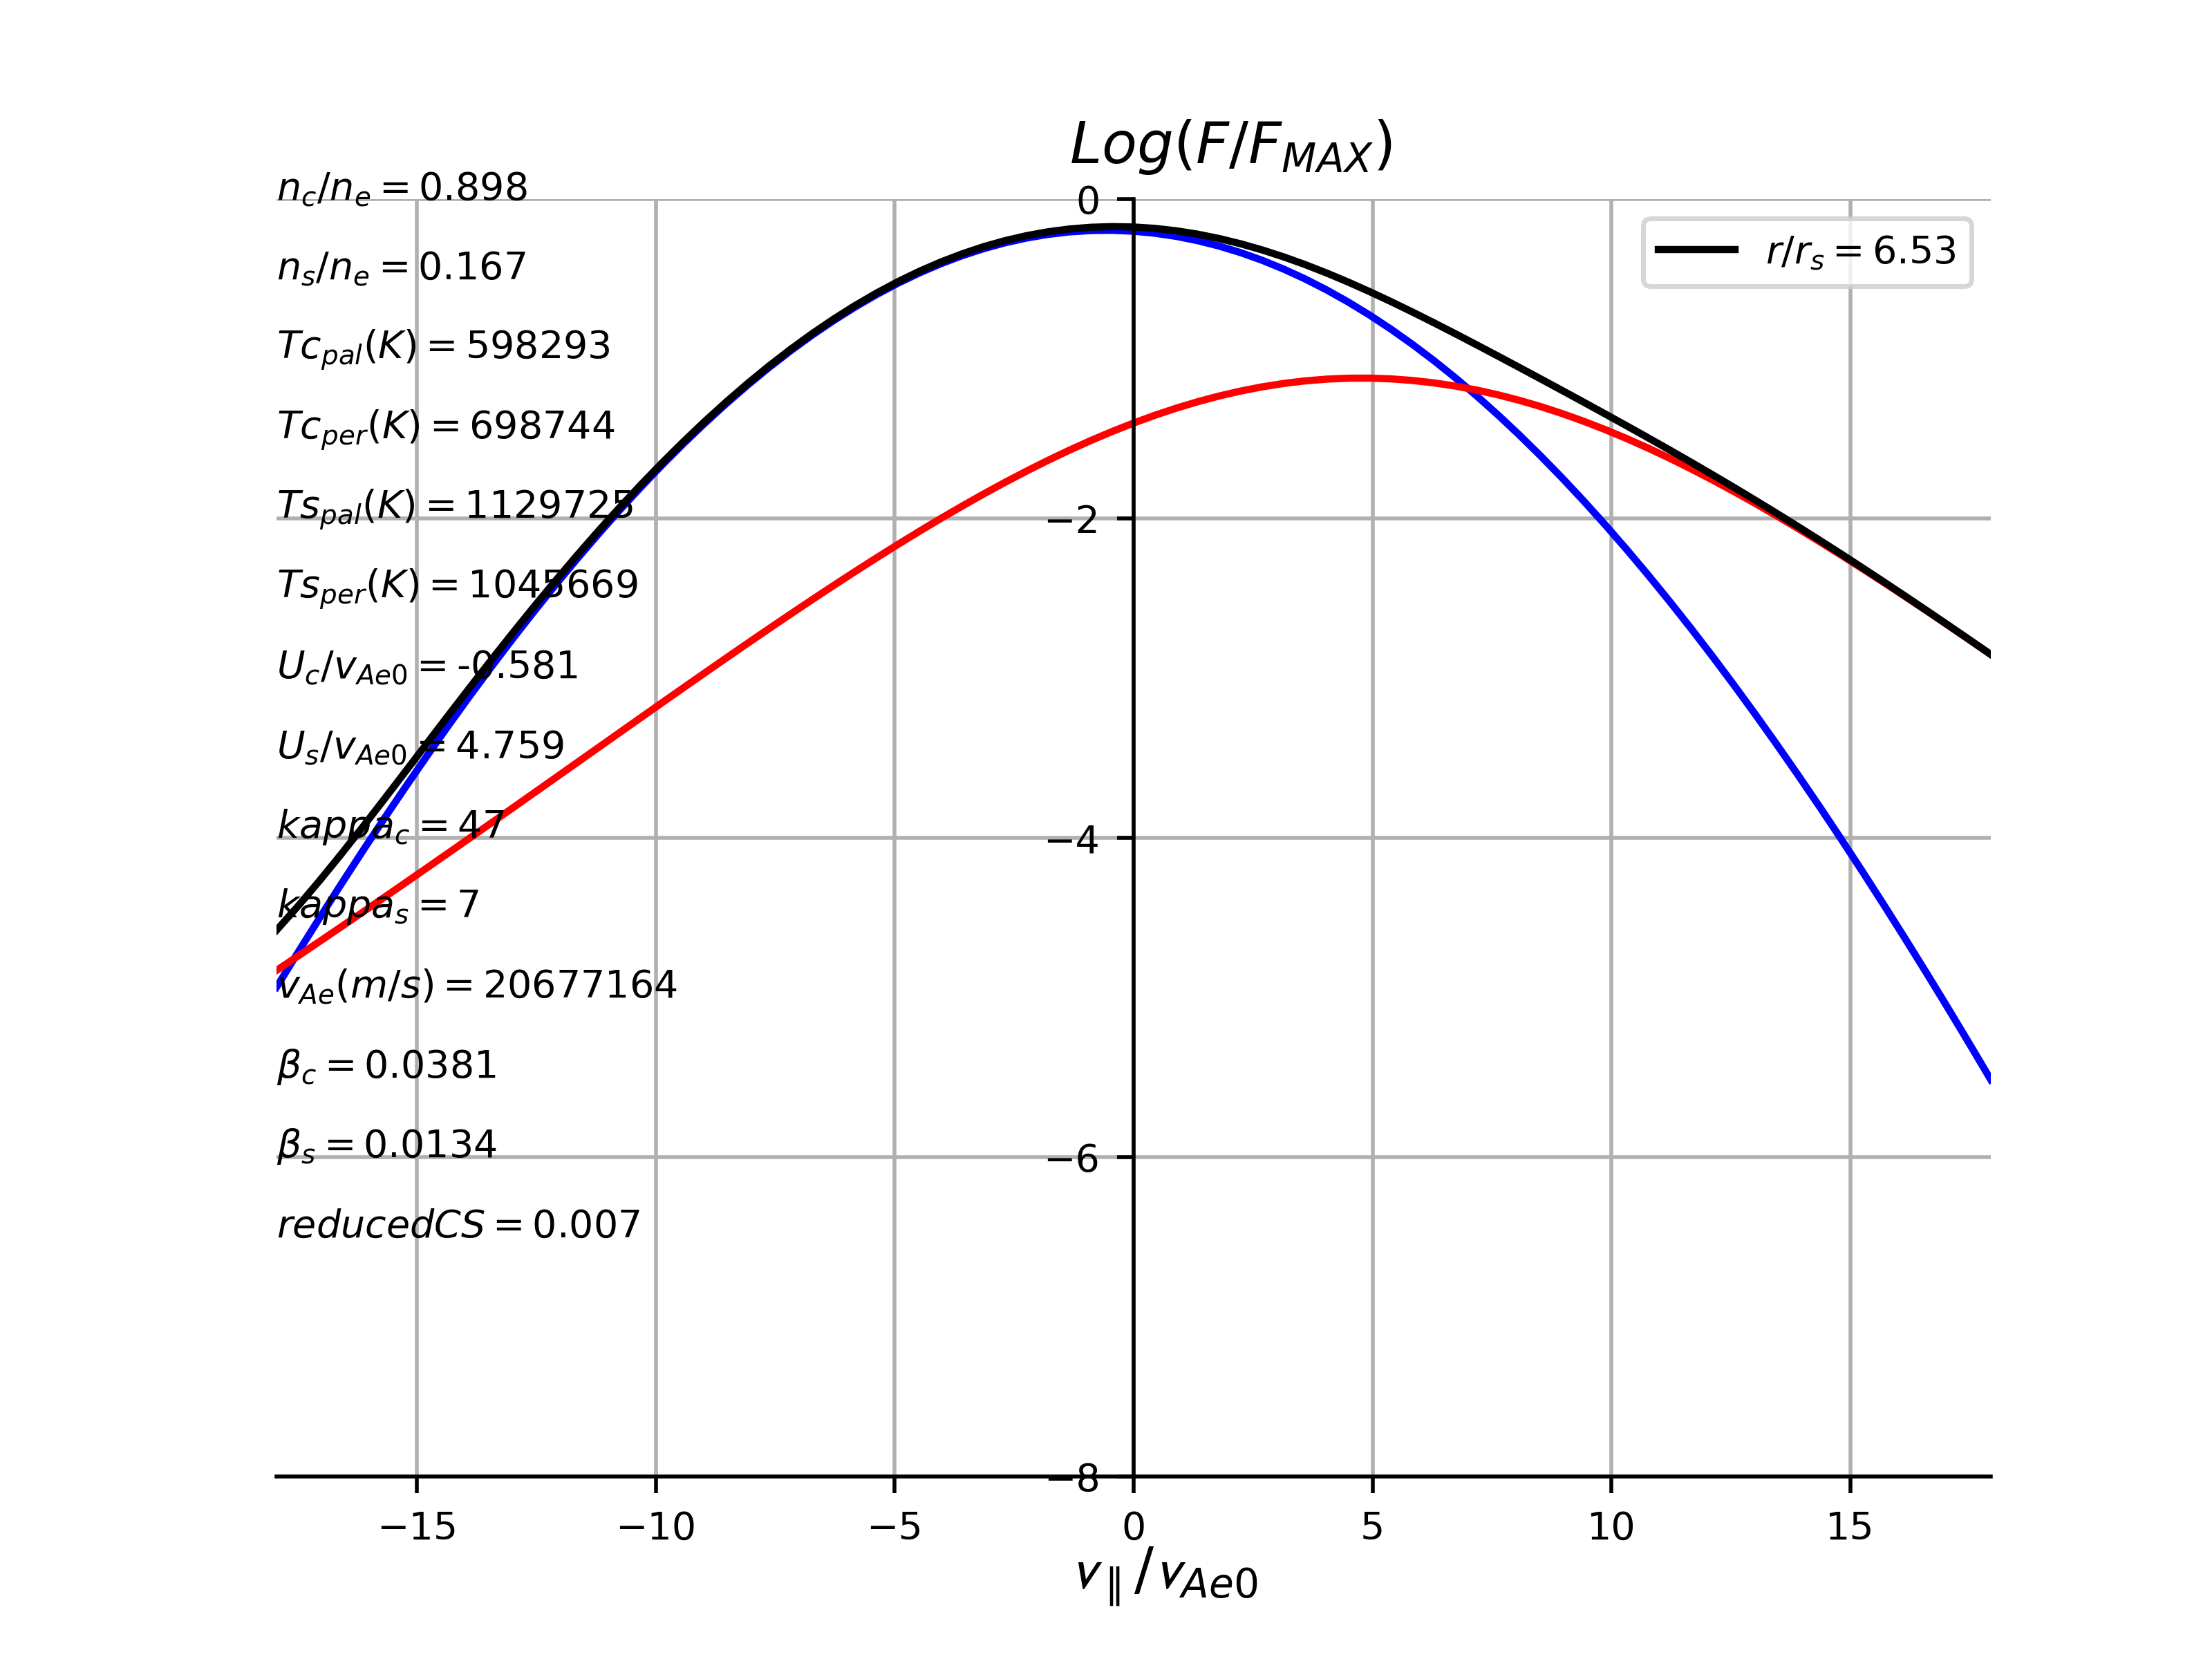 Log(F/F_MAX)
0
−2
−4
−6
−8
r/r_s = 6.53
n_c/n_e = 0.898
n_s/n_e = 0.167
Tc_pal(K) = 598293
Tc_per(K) = 698744
Ts_pal(K) = 1129725
Ts_per(K) = 1045669
U_c/v_Ae0 = -0.581
U_s/v_Ae0 = 4.759
kappa_c = 47
kappa_s = 7
v_Ae(m/s) = 20677164
β_c = 0.0381
β_s = 0.0134
reducedCS = 0.007
−15 −10 −5 0 5 10 15
v_∥/v_Ae0